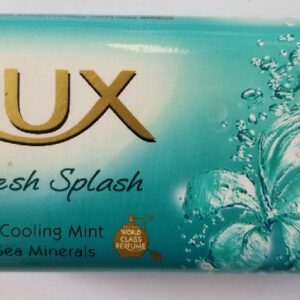 UX
esh Splash
Cooling Mint
Sea Minerals
WORLD
CLASS
PERFUME